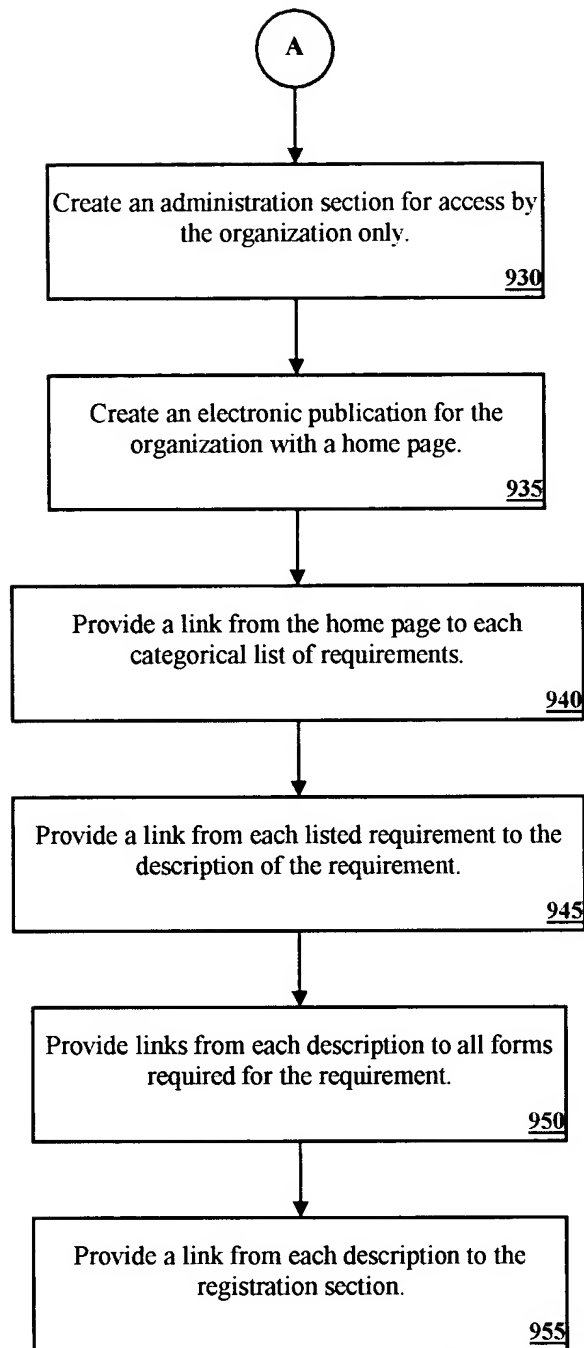 A
Create an administration section for access by
the organization only.
930
Create an electronic publication for the
organization with a home page.
935
Provide a link from the home page to each
categorical list of requirements.
940
Provide a link from each listed requirement to the
description of the requirement.
945
Provide links from each description to all forms
required for the requirement.
950
Provide a link from each description to the
registration section.
955